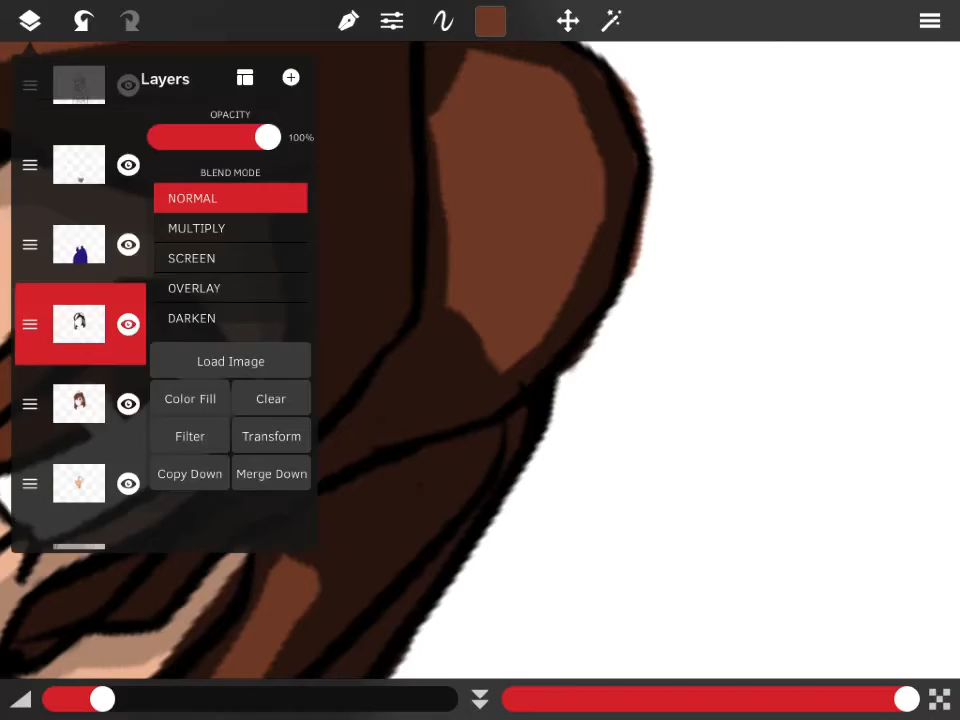 Layers
OPACITY
100%
BLEND MODE
NORMAL
MULTIPLY
SCREEN
OVERLAY
DARKEN
Load Image
Color Fill Clear
Filter Transform
Copy Down Merge Down